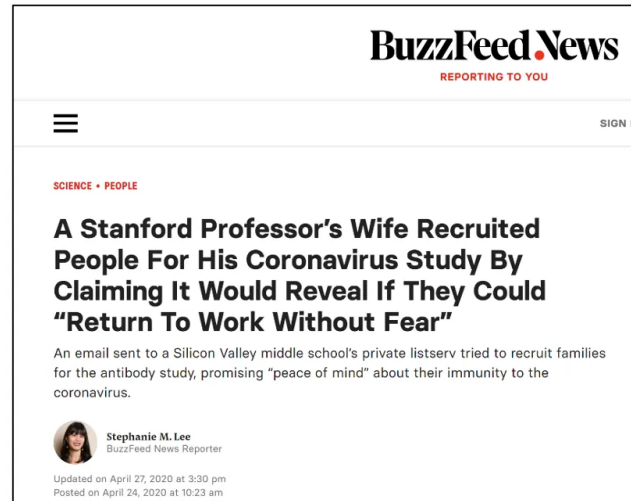 BuzzFeed News
REPORTING TO YOU
SIGN
SCIENCE • PEOPLE
A Stanford Professor’s Wife Recruited
People For His Coronavirus Study By
Claiming It Would Reveal If They Could
“Return To Work Without Fear”
An email sent to a Silicon Valley middle school’s private listserv tried to recruit families
for the antibody study, promising “peace of mind” about their immunity to the
coronavirus.
Stephanie M. Lee
BuzzFeed News Reporter
Updated on April 27, 2020 at 3:30 pm
Posted on April 24, 2020 at 10:23 am